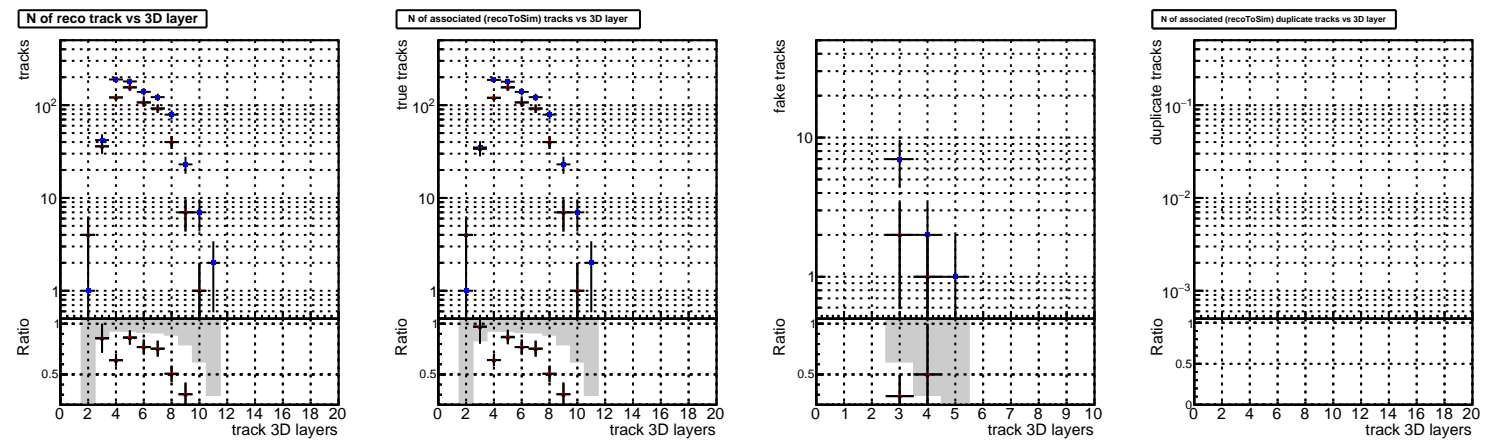 N of reco track vs 3D layer
tracks
10²
10
1
Ratio
1
0.5
0 2 4 6 8 10 12 14 16 18 20
track 3D layers
N of associated (recoToSim) tracks vs 3D layer
true tracks
10²
10
1
Ratio
1
0.5
0 2 4 6 8 10 12 14 16 18 20
track 3D layers
fake tracks
10
1
Ratio
1
0.5
0 1 2 3 4 5 6 7 8 9 10
track 3D layers
N of associated (recoToSim) duplicate tracks vs 3D layer
duplicate tracks
10⁻¹
10⁻²
10⁻³
Ratio
1
0.5
0
0 2 4 6 8 10 12 14 16 18 20
track 3D layers